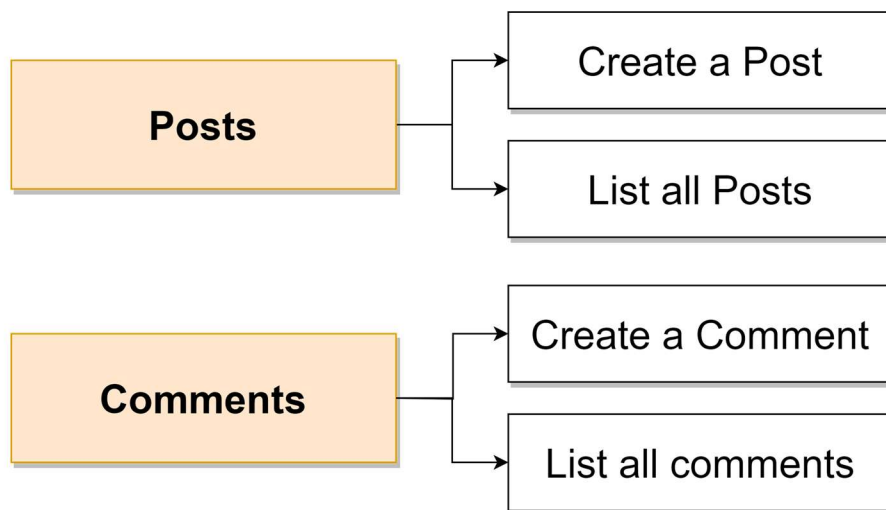 Posts
Create a Post
List all Posts
Comments
Create a Comment
List all comments